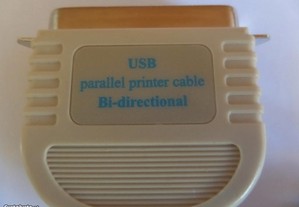 USB
parallel printer cable
Bi-directional